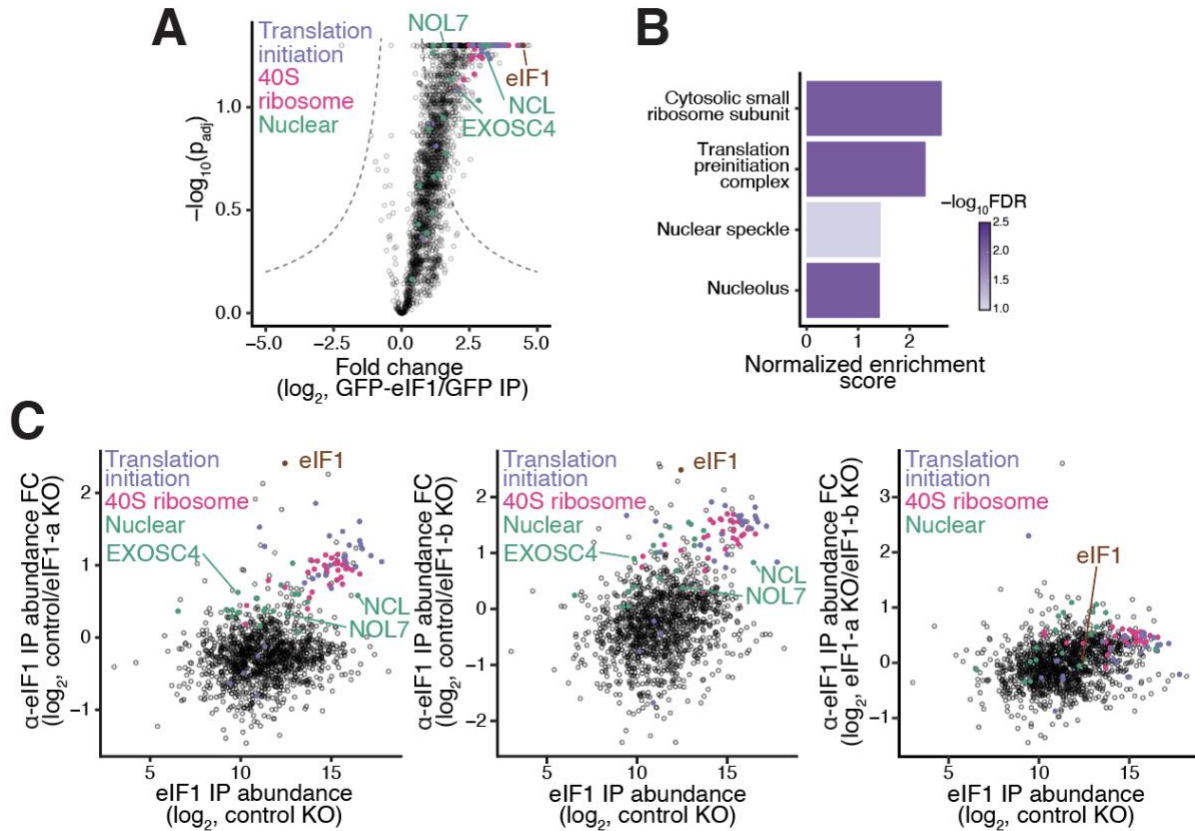 A
Translation
initiation
40S
ribosome
Nuclear
NOL7
eIF1
NCL
EXOSC4
1.0
0.5
0.0
−log10(padj)
−5.0 −2.5 0.0 2.5 5.0
Fold change
(log2, GFP-eIF1/GFP IP)
B
Cytosolic small
ribosome subunit
Translation
preinitiation
complex
Nuclear speckle
Nucleolus
0 1 2
Normalized enrichment
score
−log10FDR
2.5
2.0
1.5
1.0
C
Translation
initiation
40S ribosome
Nuclear
EXOSC4
eIF1
NCL
NOL7
2
1
0
−1
α-eIF1 IP abundance FC
(log2, control/eIF1-a KO)
5 10 15
eIF1 IP abundance
(log2, control KO)
Translation
initiation
40S ribosome
Nuclear
EXOSC4
eIF1
NCL
NOL7
2
1
0
−1
−2
α-eIF1 IP abundance FC
(log2, control/eIF1-b KO)
5 10 15
eIF1 IP abundance
(log2, control KO)
Translation
initiation
40S ribosome
Nuclear
eIF1
3
2
1
0
−1
α-eIF1 IP abundance FC
(log2, eIF1-a KO/eIF1-b KO)
5 10 15
eIF1 IP abundance
(log2, control KO)